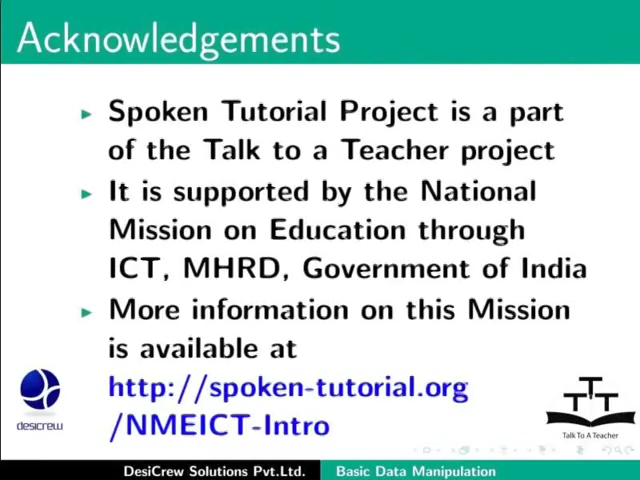 Acknowledgements
Spoken Tutorial Project is a part
of the Talk to a Teacher project
It is supported by the National
Mission on Education through
ICT, MHRD, Government of India
More information on this Mission
is available at
http://spoken-tutorial.org
/NMEICT-Intro
desicrew
TTT
Talk To A Teacher
DesiCrew Solutions Pvt.Ltd.
Basic Data Manipulation